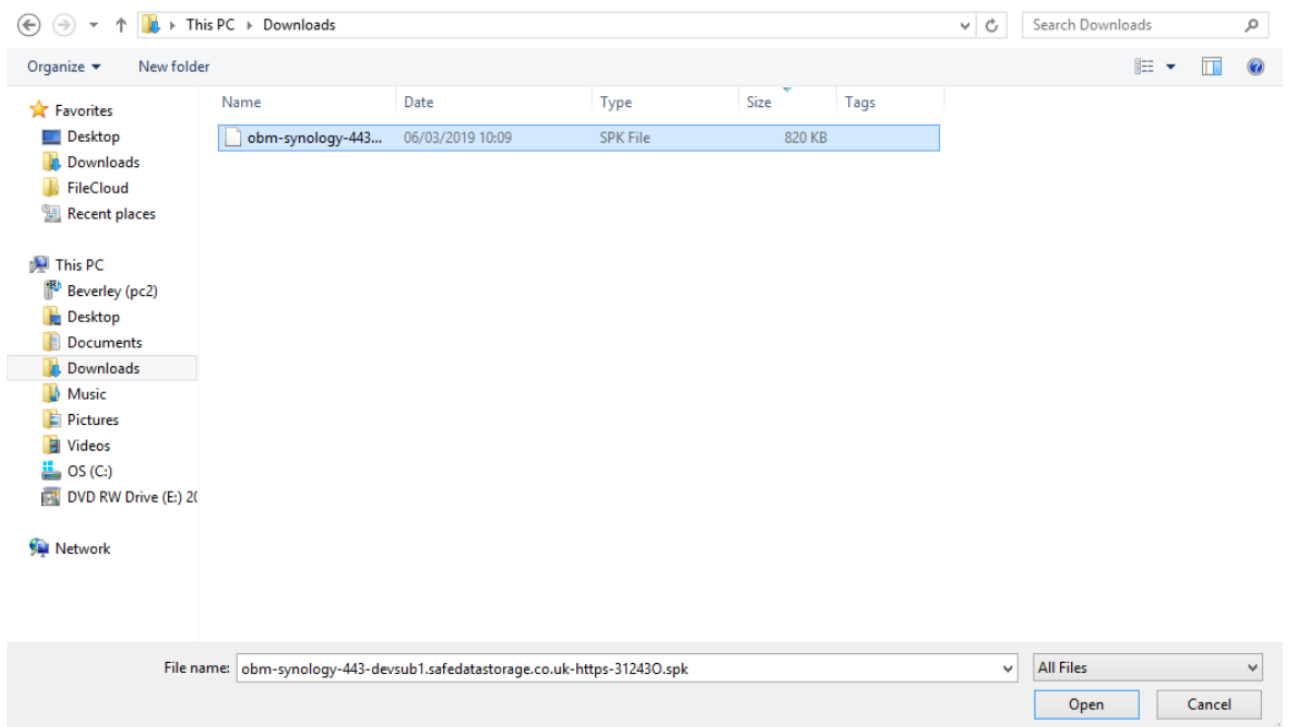 This PC Downloads Search Downloads
Organize New folder
Name Date Type Size Tags
obm-synology-443... 06/03/2019 10:09 SPK File 820 KB
Favorites
Desktop
Downloads
FileCloud
Recent places
This PC
Beverley (pc2)
Desktop
Documents
Downloads
Music
Pictures
Videos
OS (C:)
DVD RW Drive (E:) 20
Network
File name: obm-synology-443-devsub1.safedatastorage.co.uk-https-31243O.spk All Files
Open Cancel